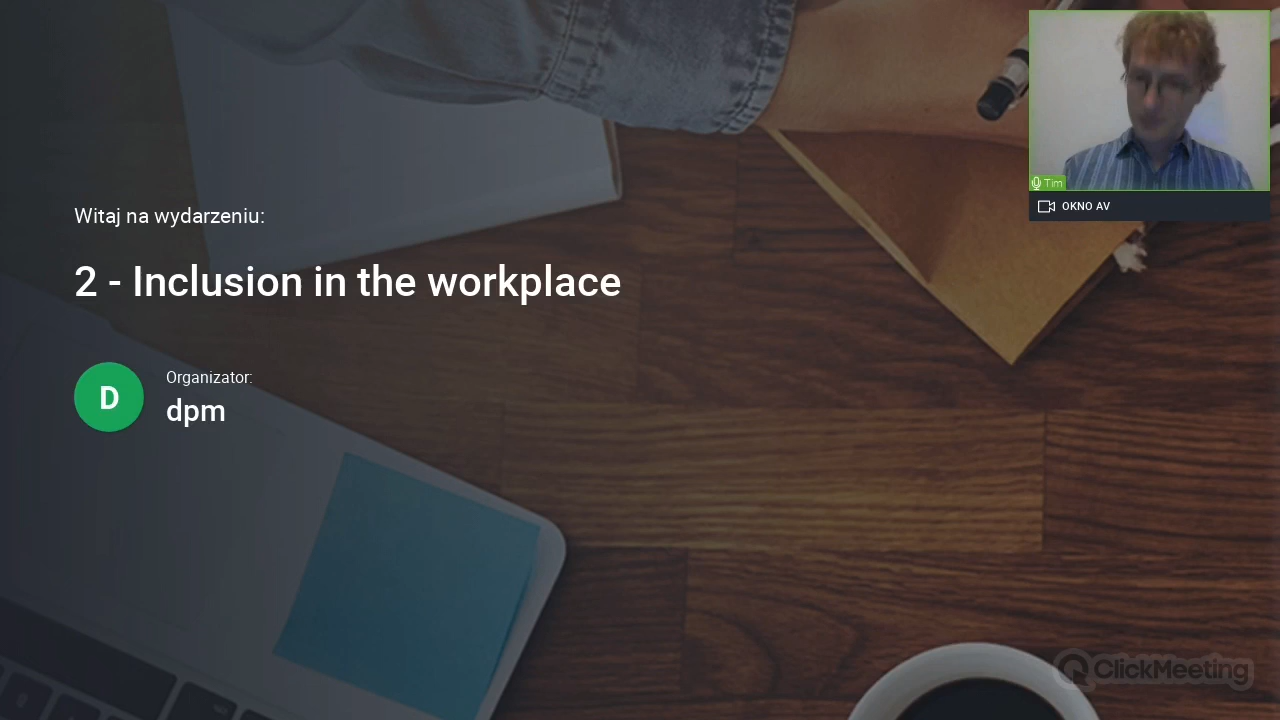 Witaj na wydarzeniu:
2 - Inclusion in the workplace
D
Organizator:
dpm
Tim
OKNO AV
ClickMeeting